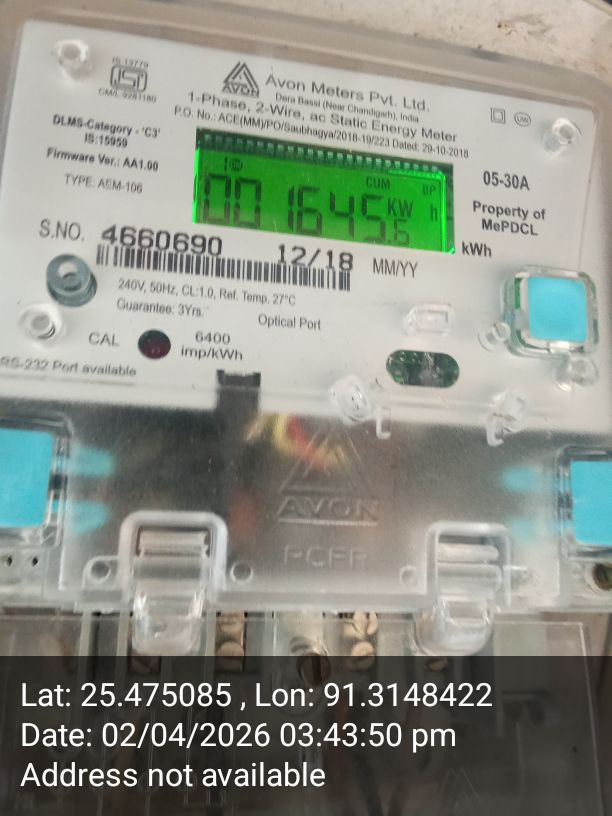 IS:13779
CM/L-9281180
AVON
Avon Meters Pvt. Ltd.
Dera Bassi (Near Chandigarh), India
1-Phase, 2-Wire, ac Static Energy Meter
P.O. No.: ACE(MM)/PO/Saubhagya/2018-19/223 Dated: 29-10-2018
DLMS-Category - 'C3'
IS:15959
Firmware Ver.: AA1.00
TYPE: AEM-106
CUM BP
001645.6 KW h
kWh
05-30A
Property of
MePDCL
S.NO. 4660690 12/18 MM/YY
240V, 50Hz, CL:1.0, Ref. Temp. 27°C
Guarantee: 3Yrs.
Optical Port
CAL
6400
imp/kWh
RS-232 Port available
AVON
Lat: 25.475085 , Lon: 91.3148422
Date: 02/04/2026 03:43:50 pm
Address not available